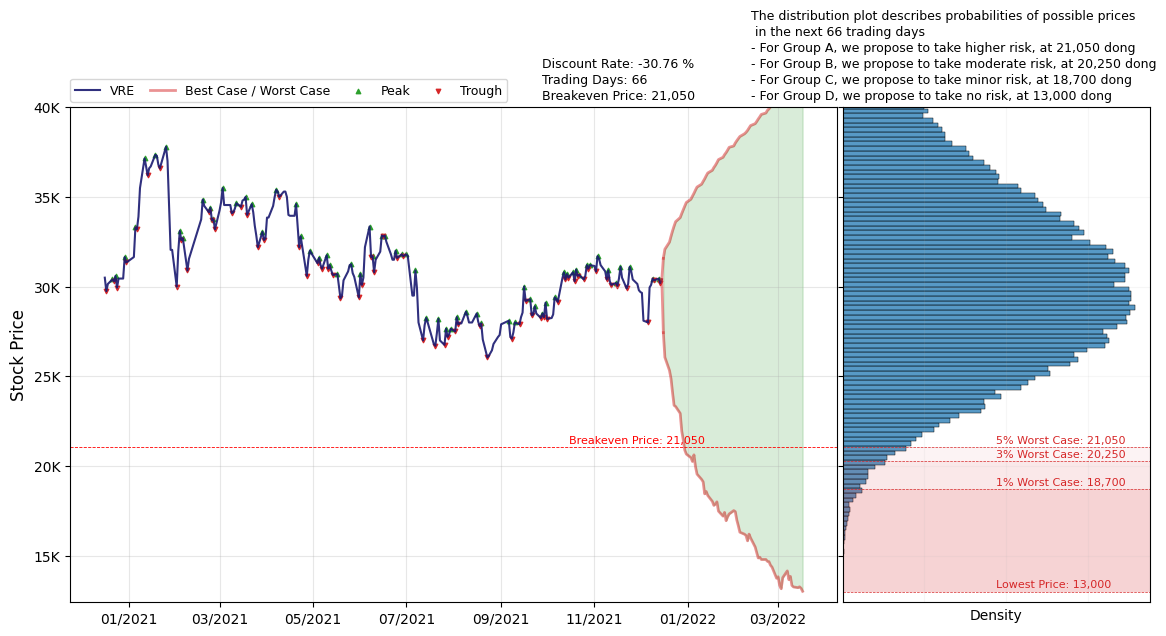 The distribution plot describes probabilities of possible prices
in the next 66 trading days
- For Group A, we propose to take higher risk, at 21,050 dong
- For Group B, we propose to take moderate risk, at 20,250 dong
- For Group C, we propose to take minor risk, at 18,700 dong
- For Group D, we propose to take no risk, at 13,000 dong
Discount Rate: -30.76 %
Trading Days: 66
Breakeven Price: 21,050
VRE
Best Case / Worst Case
Peak
Trough
40K
35K
30K
25K
20K
15K
Stock Price
Breakeven Price: 21,050
5% Worst Case: 21,050
3% Worst Case: 20,250
1% Worst Case: 18,700
Lowest Price: 13,000
01/2021
03/2021
05/2021
07/2021
09/2021
11/2021
01/2022
03/2022
Density